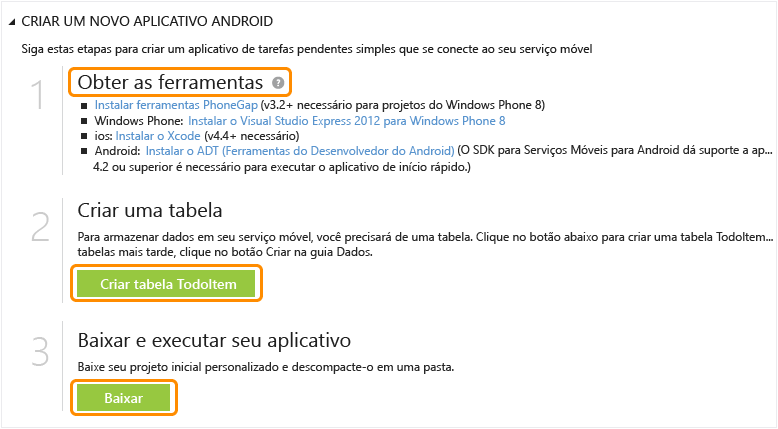 CRIAR UM NOVO APLICATIVO ANDROID
Siga estas etapas para criar um aplicativo de tarefas pendentes simples que se conecte ao seu serviço móvel
1
Obter as ferramentas ?
Instalar ferramentas PhoneGap (v3.2+ necessário para projetos do Windows Phone 8)
Windows Phone: Instalar o Visual Studio Express 2012 para Windows Phone 8
ios: Instalar o Xcode (v4.4+ necessário)
Android: Instalar o ADT (Ferramentas do Desenvolvedor do Android) (O SDK para Serviços Móveis para Android dá suporte a ap...
4.2 ou superior é necessário para executar o aplicativo de início rápido.)
2
Criar uma tabela
Para armazenar dados em seu serviço móvel, você precisará de uma tabela. Clique no botão abaixo para criar uma tabela TodoItem...
tabelas mais tarde, clique no botão Criar na guia Dados.
Criar tabela TodoItem
3
Baixar e executar seu aplicativo
Baixe seu projeto inicial personalizado e descompacte-o em uma pasta.
Baixar